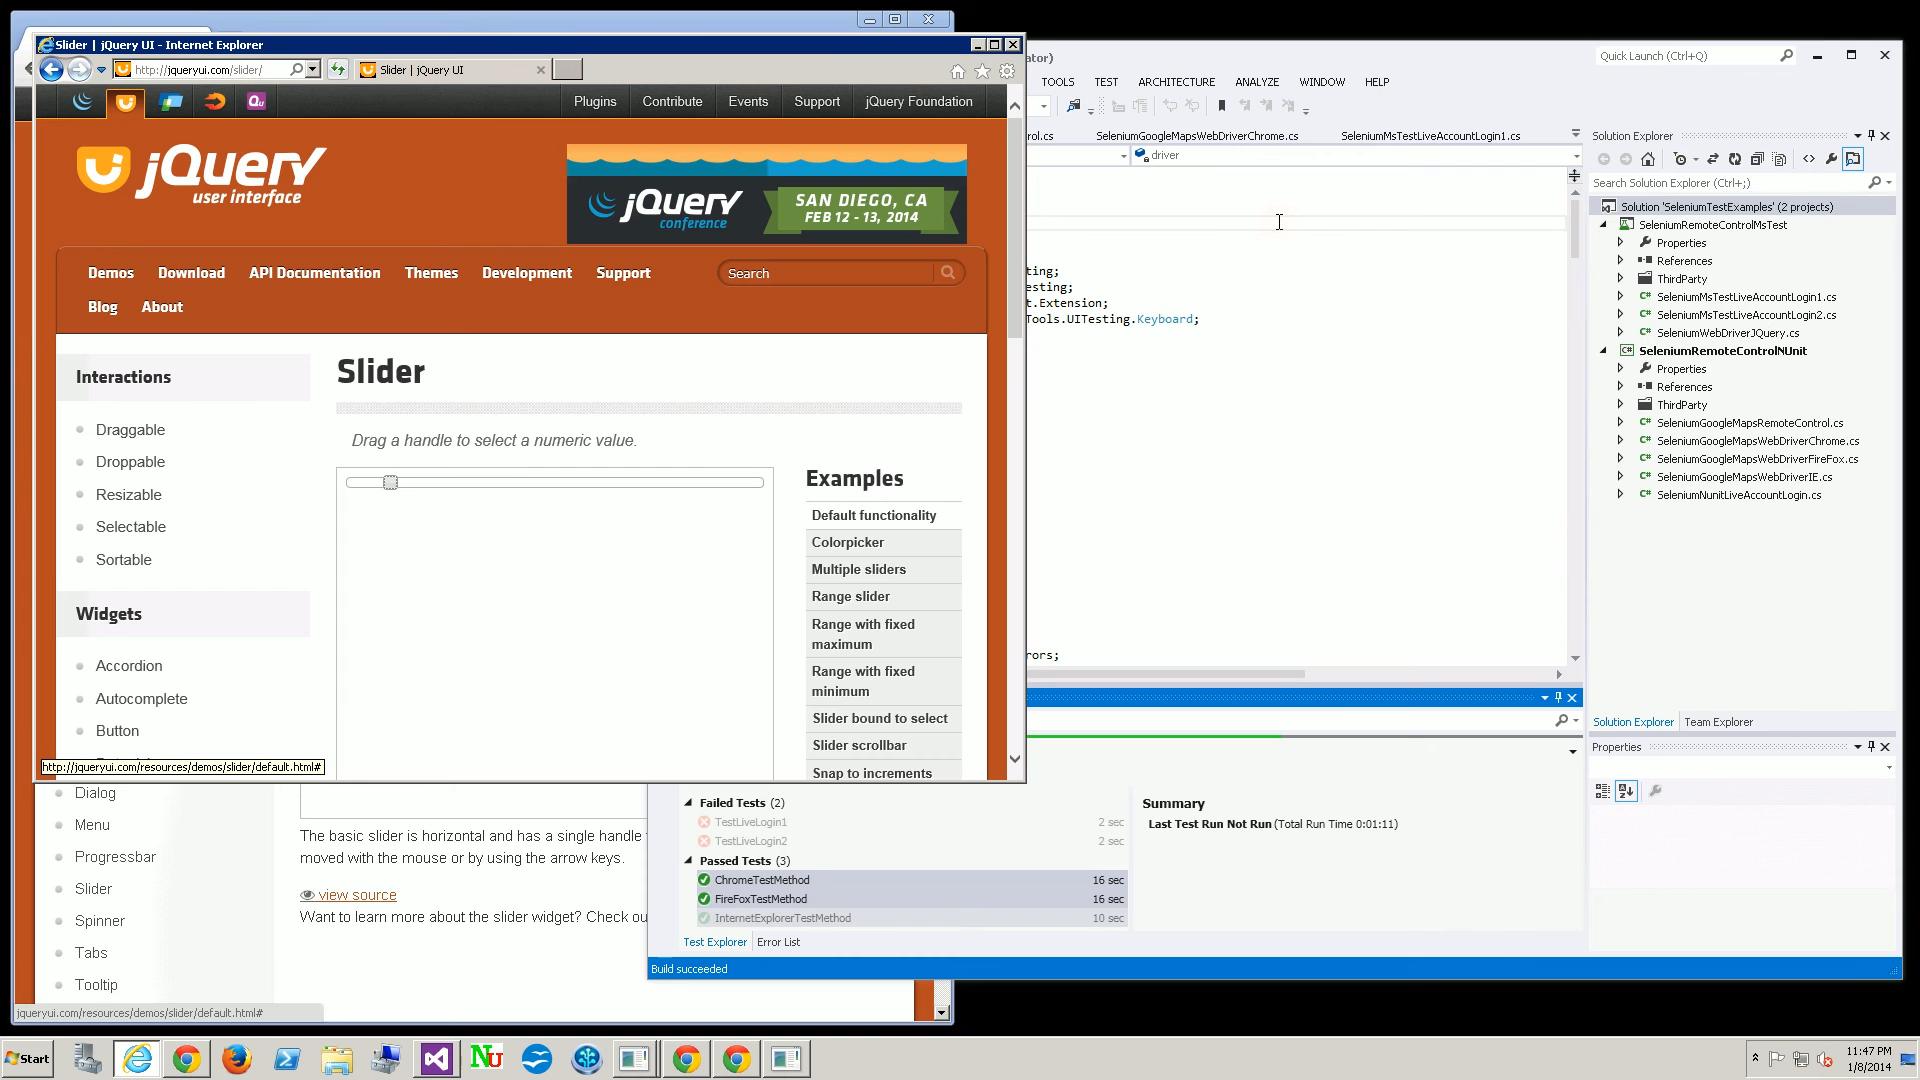 Slider | jQuery UI - Internet Explorer
http://jqueryui.com/slider/
Slider | jQuery UI
Qu
Plugins
Contribute
Events
Support
jQuery Foundation
jQuery
user interface
jQuery
conference
SAN DIEGO, CA
FEB 12 - 13, 2014
Demos
Download
API Documentation
Themes
Development
Support
Search
Blog
About
Interactions
Draggable
Droppable
Resizable
Selectable
Sortable
Widgets
Accordion
Autocomplete
Button
http://jqueryui.com/resources/demos/slider/default.html#
Slider
Drag a handle to select a numeric value.
Examples
Default functionality
Colorpicker
Multiple sliders
Range slider
Range with fixed
maximum
Range with fixed
minimum
Slider bound to select
Slider scrollbar
Snap to increments
Dialog
Menu
Progressbar
Slider
Spinner
Tabs
Tooltip
The basic slider is horizontal and has a single handle
moved with the mouse or by using the arrow keys.
view source
Want to learn more about the slider widget? Check ou
jqueryui.com/resources/demos/slider/default.html#
ator)
Quick Launch (Ctrl+Q)
TOOLS
TEST
ARCHITECTURE
ANALYZE
WINDOW
HELP
rol.cs
SeleniumGoogleMapsWebDriverChrome.cs
SeleniumMsTestLiveAccountLogin1.cs
driver
ting;
esting;
t.Extension;
Tools.UITesting.Keyboard;
rors;
Solution Explorer
Search Solution Explorer (Ctrl+;)
Solution 'SeleniumTestExamples' (2 projects)
SeleniumRemoteControlMsTest
Properties
References
ThirdParty
SeleniumMsTestLiveAccountLogin1.cs
SeleniumMsTestLiveAccountLogin2.cs
SeleniumWebDriverJQuery.cs
SeleniumRemoteControlNUnit
Properties
References
ThirdParty
SeleniumGoogleMapsRemoteControl.cs
SeleniumGoogleMapsWebDriverChrome.cs
SeleniumGoogleMapsWebDriverFireFox.cs
SeleniumGoogleMapsWebDriverIE.cs
SeleniumNunitLiveAccountLogin.cs
Solution Explorer
Team Explorer
Properties
Failed Tests (2)
TestLiveLogin1 2 sec
TestLiveLogin2 2 sec
Passed Tests (3)
ChromeTestMethod 16 sec
FireFoxTestMethod 16 sec
InternetExplorerTestMethod 10 sec
Summary
Last Test Run Not Run (Total Run Time 0:01:11)
Test Explorer
Error List
Build succeeded
Start
Nu
11:47 PM
1/8/2014